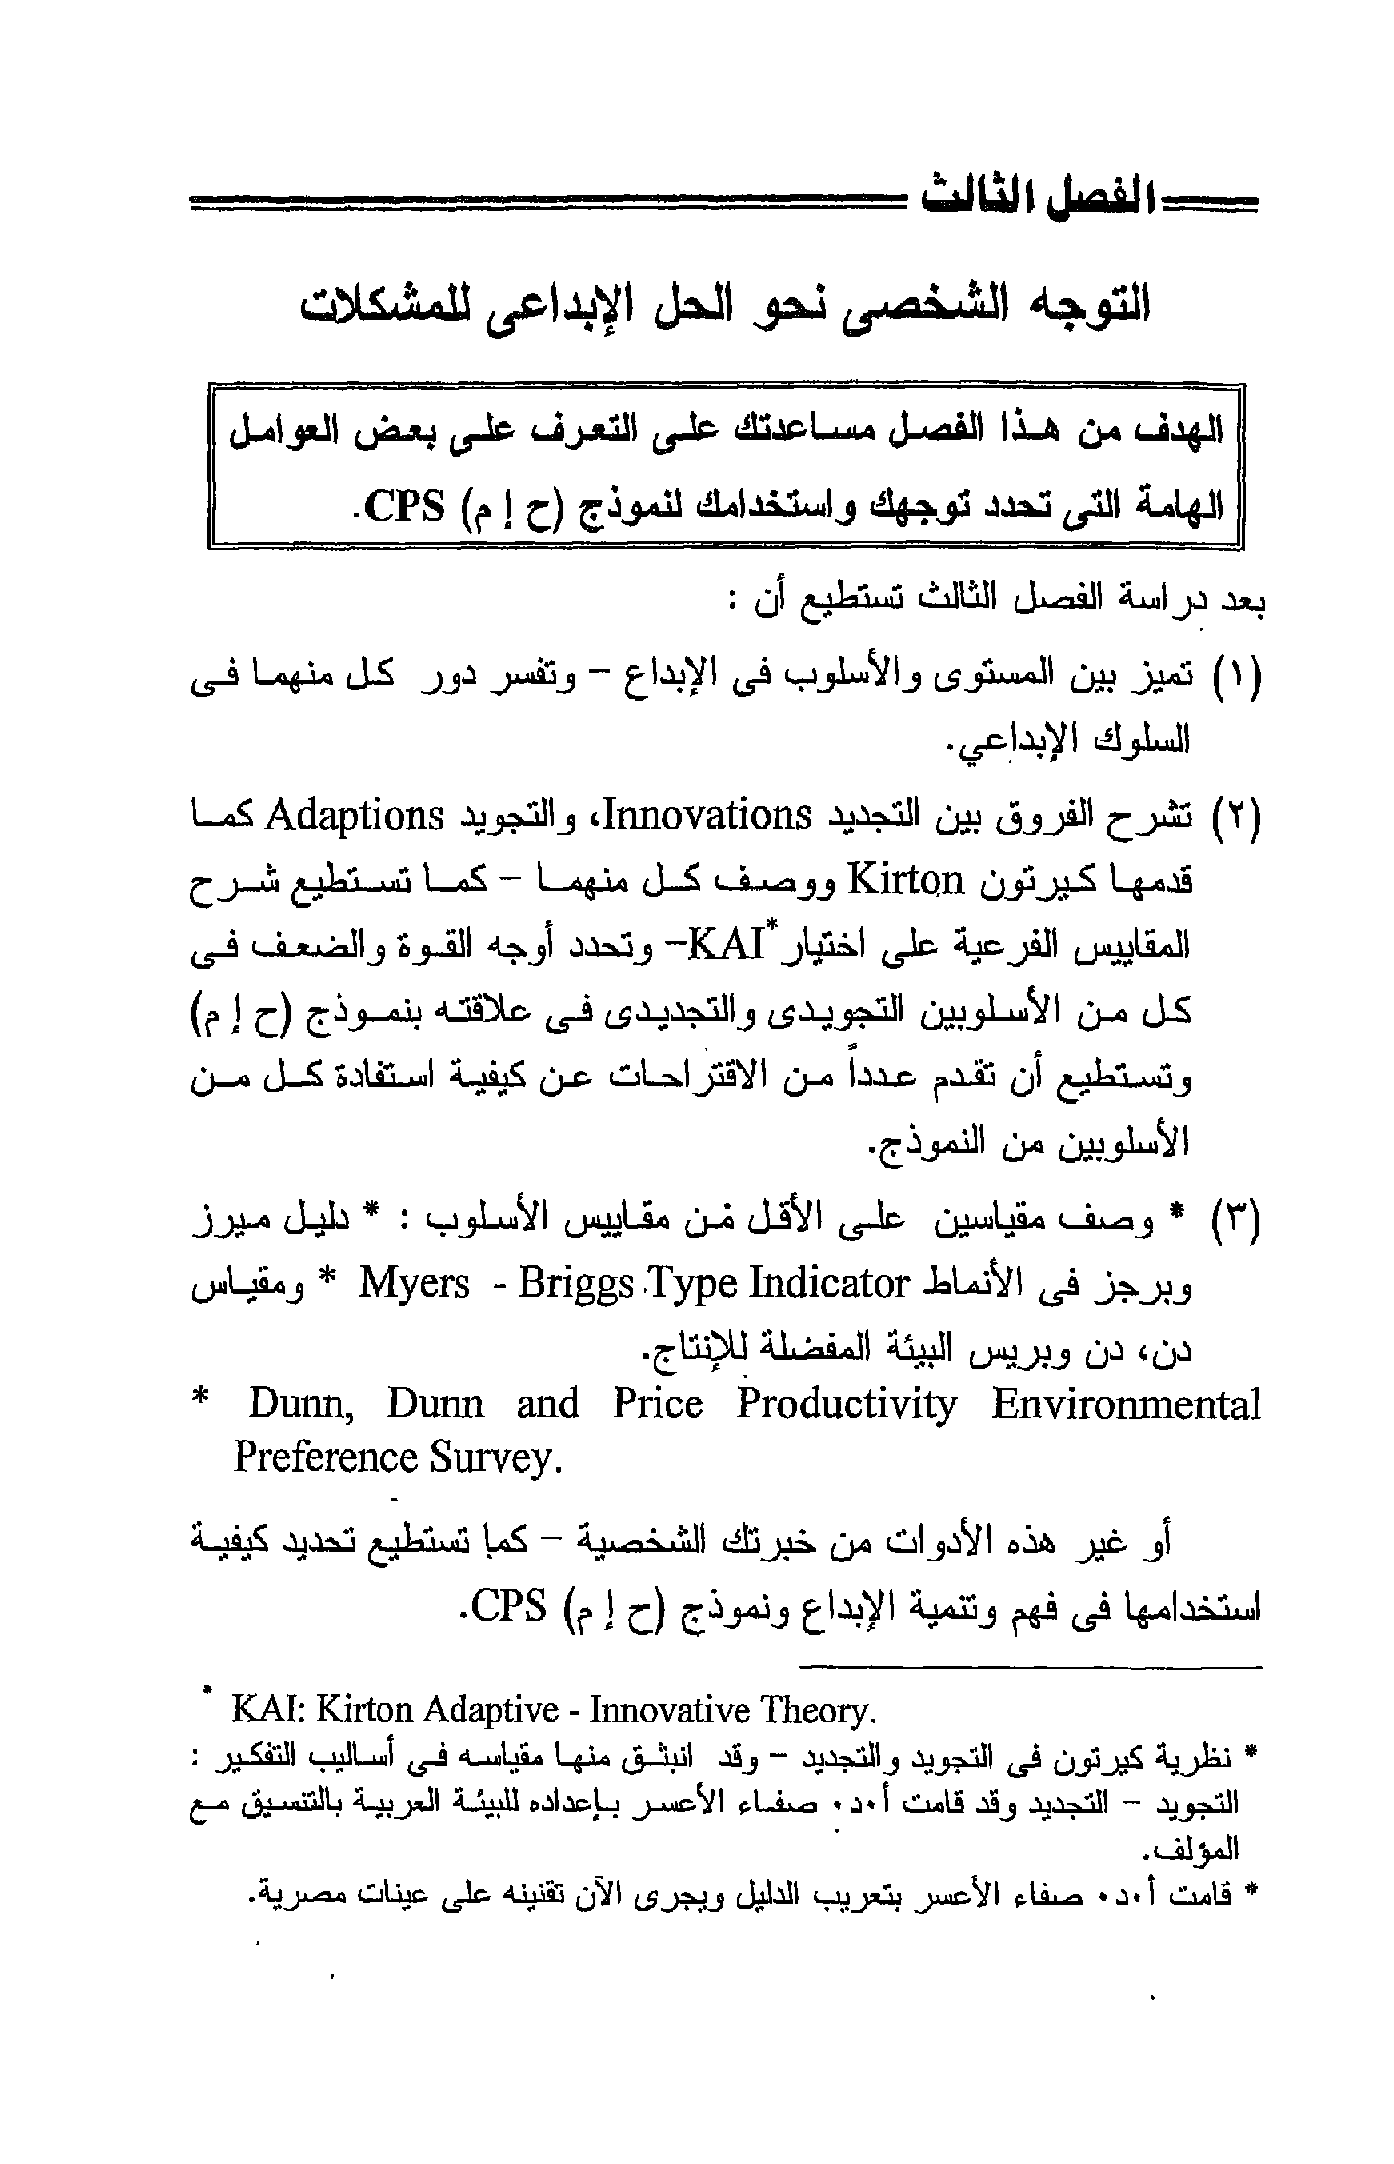 الفصل الثالث
التوجه الشخصى نحو الحل الإبداعى للمشكلات
الهدف من هذا الفصل مساعدتك على التعرف على بعض العوامل
الهامة التى تحدد توجهك واستخدامك لنموذج (ح إ م) CPS.
بعد دراسة الفصل الثالث تستطيع أن :
(١) تميز بين المستوى والأسلوب فى الإبداع – وتفسر دور كل منهما فى
السلوك الإبداعي.
(٢) تشرح الفروق بين التجديد Innovations، والتجويد Adaptions كما
قدمها كيرتون Kirton ووصف كل منهما – كما تستطيع شرح
المقاييس الفرعية على اختيار *KAI– وتحدد أوجه القوة والضعف فى
كل من الأسلوبين التجويدى والتجديدى فى علاقته بنموذج (ح إ م)
وتستطيع أن تقدم عدداً من الاقتراحات عن كيفية استفادة كل من
الأسلوبين من النموذج.
(٣) * وصف مقياسين على الأقل من مقاييس الأسلوب : * دليل ميرز
وبرجز فى الأنماط Myers - Briggs Type Indicator * ومقياس
دن، دن وبريس البيئة المفضلة للإنتاج.
* Dunn, Dunn and Price Productivity Environmental
Preference Survey.
أو غير هذه الأدوات من خبرتك الشخصية – كما تستطيع تحديد كيفية
استخدامها فى فهم وتنمية الإبداع ونموذج (ح إ م) CPS.
* KAI: Kirton Adaptive - Innovative Theory.
* نظرية كيرتون فى التجويد والتجديد – وقد انبثق منها مقياسه فى أساليب التفكير :
التجويد – التجديد وقد قامت أ.د. صفاء الأعسر بإعداده للبيئة العربية بالتنسيق مع
المؤلف.
* قامت أ.د. صفاء الأعسر بتعريب الدليل ويجرى الآن تقنينه على عينات مصرية.